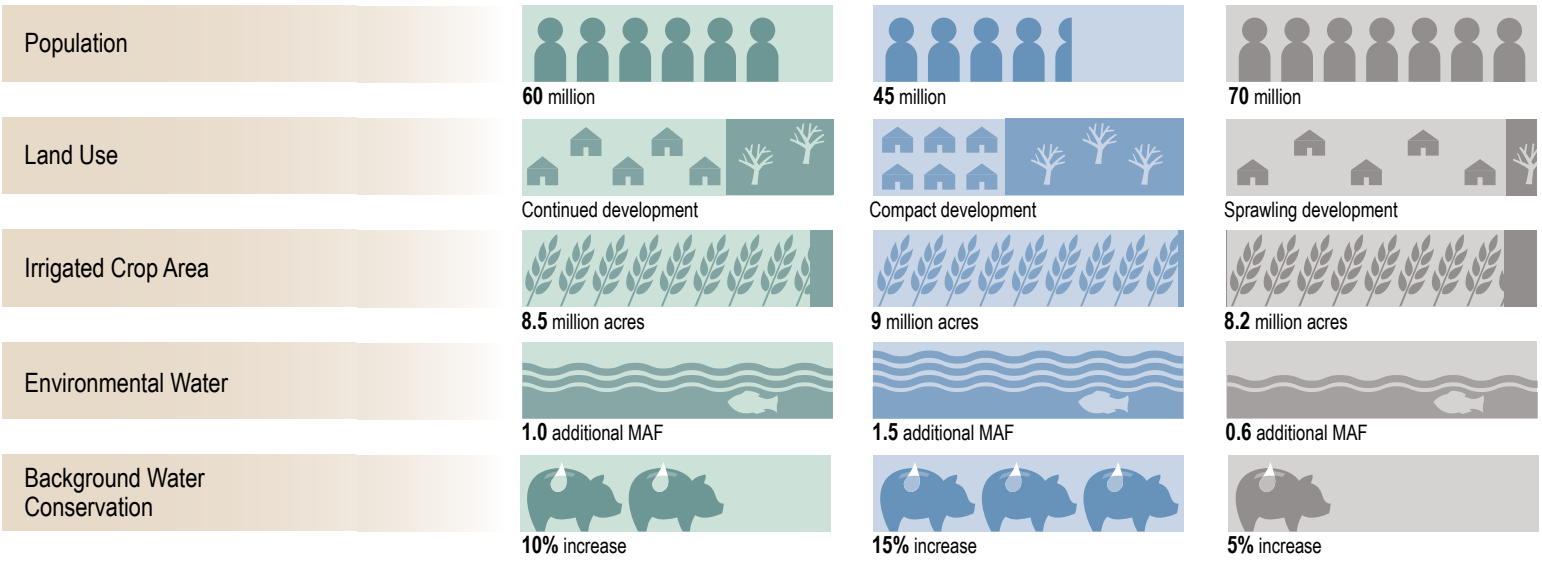 Population
60 million
45 million
70 million
Land Use
Continued development
Compact development
Sprawling development
Irrigated Crop Area
8.5 million acres
9 million acres
8.2 million acres
Environmental Water
1.0 additional MAF
1.5 additional MAF
0.6 additional MAF
Background Water
Conservation
10% increase
15% increase
5% increase